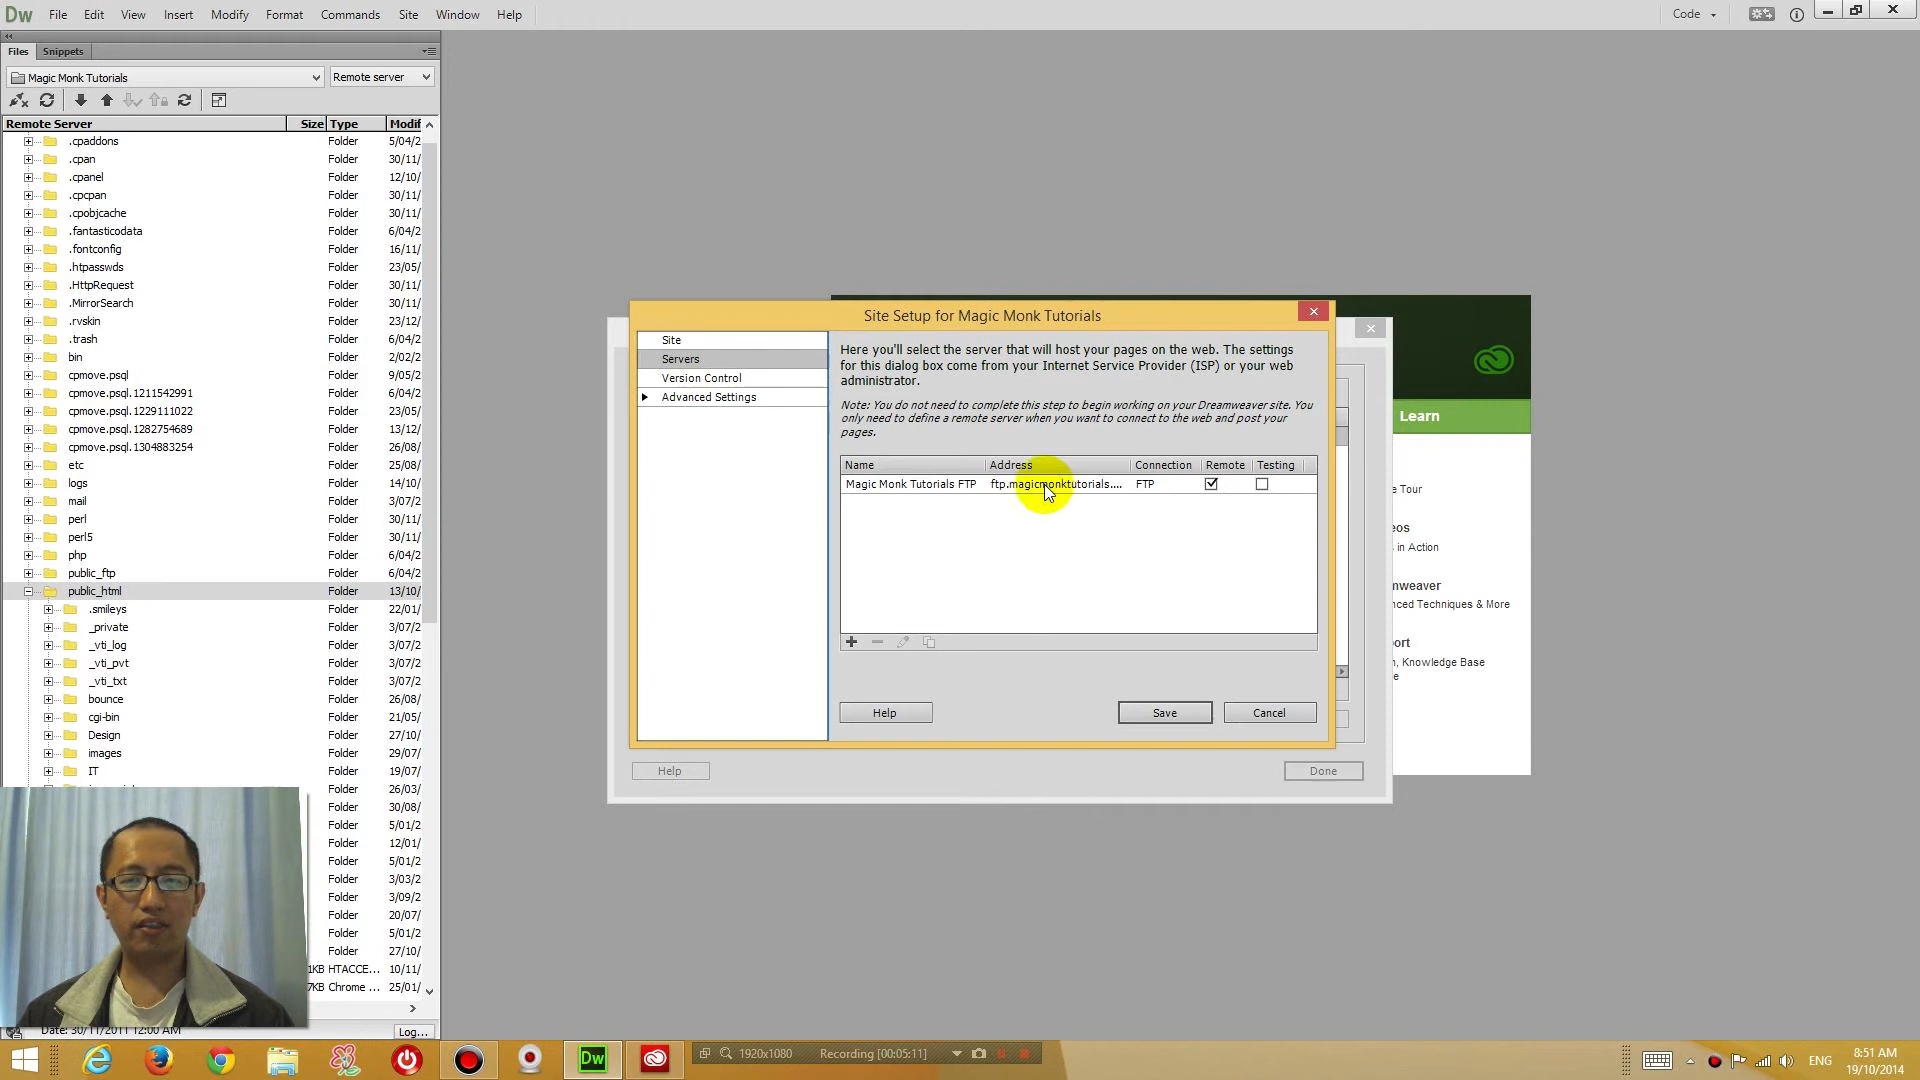 Dw File Edit View Insert Modify Format Commands Site Window Help Code
Files Snippets
Magic Monk Tutorials Remote server
Remote Server Size Type Modif
.cpaddons Folder 5/04/2
.cpan Folder 30/11/
.cpanel Folder 12/10/
.cpcpan Folder 30/11/
.cpobjcache Folder 30/11/
.fantasticodata Folder 6/04/2
.fontconfig Folder 16/11/
.htpasswds Folder 23/05/
.HttpRequest Folder 30/11/
.MirrorSearch Folder 30/11/
.rvskin Folder 23/12/
.trash Folder 6/04/2
bin Folder 2/02/2
cpmove.psql Folder 9/05/2
cpmove.psql.1211542991 Folder 6/04/2
cpmove.psql.1229111022 Folder 23/05/
cpmove.psql.1282754689 Folder 13/12/
cpmove.psql.1304883254 Folder 26/08/
etc Folder 25/08/
logs Folder 14/10/
mail Folder 3/07/2
perl Folder 30/11/
perl5 Folder 30/11/
php Folder 6/04/2
public_ftp Folder 6/04/2
public_html Folder 13/10/
.smileys Folder 22/01/
_private Folder 3/07/2
_vti_log Folder 3/07/2
_vti_pvt Folder 3/07/2
_vti_txt Folder 3/07/2
bounce Folder 26/08/
cgi-bin Folder 21/05/
Design Folder 27/10/
images Folder 29/07/
IT Folder 19/07/
Folder 26/03/
Folder 30/08/
Folder 5/01/2
Folder 12/01/
Folder 5/01/2
Folder 3/03/2
Folder 3/09/2
Folder 20/07/
Folder 5/01/2
Folder 27/10/
1KB HTACCE... 10/11/
7KB Chrome ... 25/01/
Date: 30/11/2011 12:00 AM Log...
Site Setup for Magic Monk Tutorials
Site
Servers
Version Control
Advanced Settings
Here you'll select the server that will host your pages on the web. The settings
for this dialog box come from your Internet Service Provider (ISP) or your web
administrator.
Note: You do not need to complete this step to begin working on your Dreamweaver site. You
only need to define a remote server when you want to connect to the web and post your
pages.
Name Address Connection Remote Testing
Magic Monk Tutorials FTP ftp.magicmonktutorials.... FTP
Help Save Cancel
Help Done
Learn
e Tour
eos
s in Action
mweaver
nced Techniques & More
ort
n, Knowledge Base
e
Dw 1920x1080 Recording [00:05:11] ENG
8:51 AM
19/10/2014